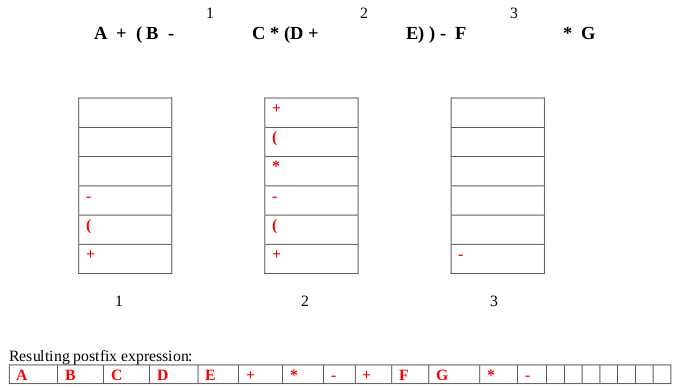 1 2 3
A + ( B - C * (D + E) ) - F * G
+
(
*
- -
( (
+ + -
1 2 3
Resulting postfix expression:
A B C D E + * - + F G * -